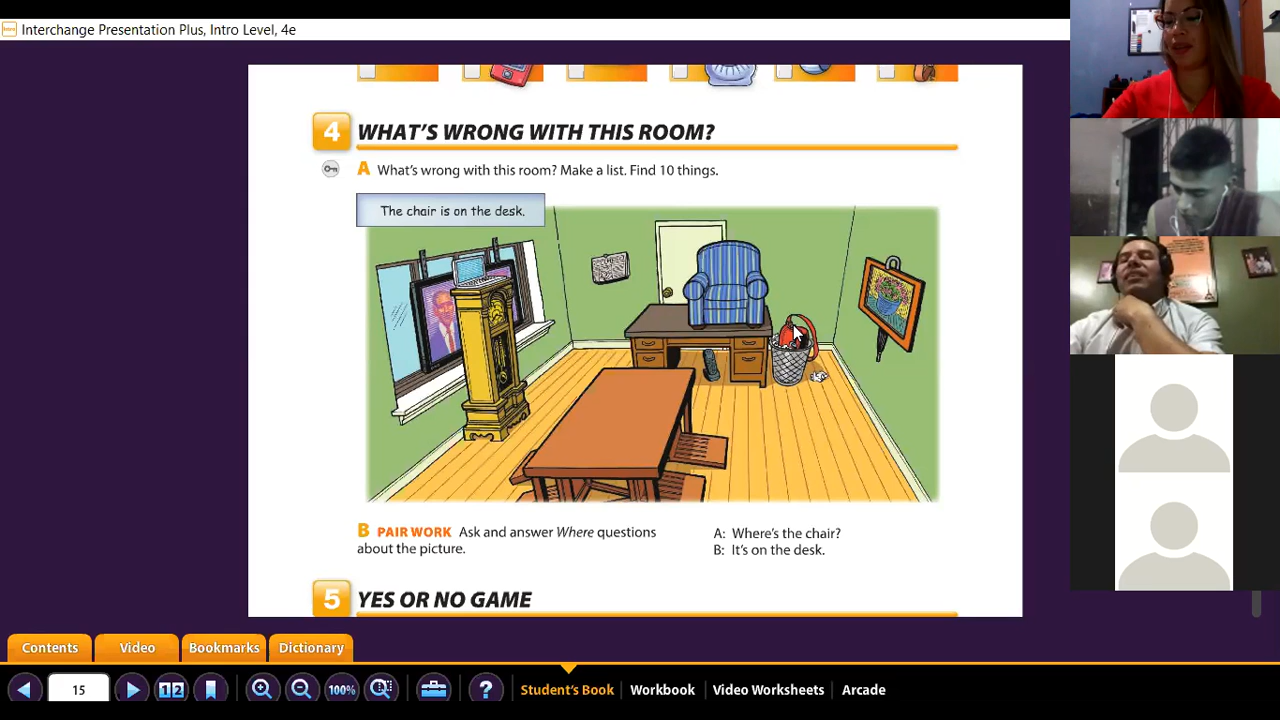 Interchange Presentation Plus, Intro Level, 4e
4 WHAT'S WRONG WITH THIS ROOM?
A What's wrong with this room? Make a list. Find 10 things.
The chair is on the desk.
B PAIR WORK Ask and answer Where questions
about the picture.
A: Where's the chair?
B: It's on the desk.
5 YES OR NO GAME
Contents Video Bookmarks Dictionary
15 12 100% ? Student's Book Workbook Video Worksheets Arcade